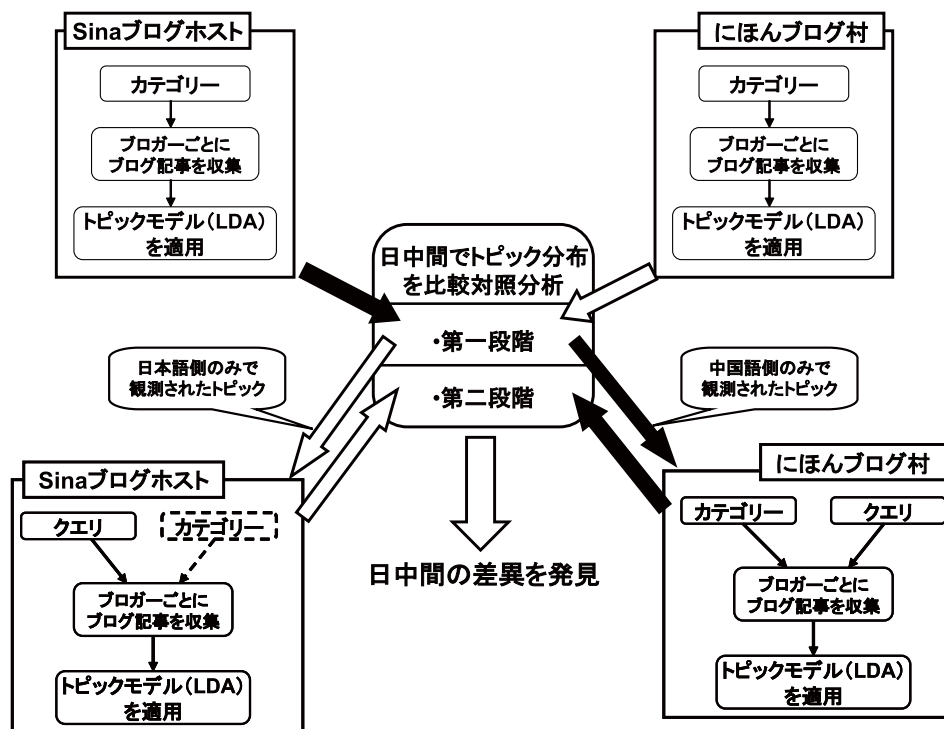 Sinaブログホスト
カテゴリー
ブロガーごとに
ブログ記事を収集
トピックモデル(LDA)
を適用
にほんブログ村
カテゴリー
ブロガーごとに
ブログ記事を収集
トピックモデル(LDA)
を適用
日中間でトピック分布
を比較対照分析
・第一段階
・第二段階
日本語側のみで
観測されたトピック
中国語側のみで
観測されたトピック
Sinaブログホスト
クエリ
カテゴリー
ブロガーごとに
ブログ記事を収集
トピックモデル(LDA)
を適用
日中間の差異を発見
にほんブログ村
カテゴリー
クエリ
ブロガーごとに
ブログ記事を収集
トピックモデル(LDA)
を適用